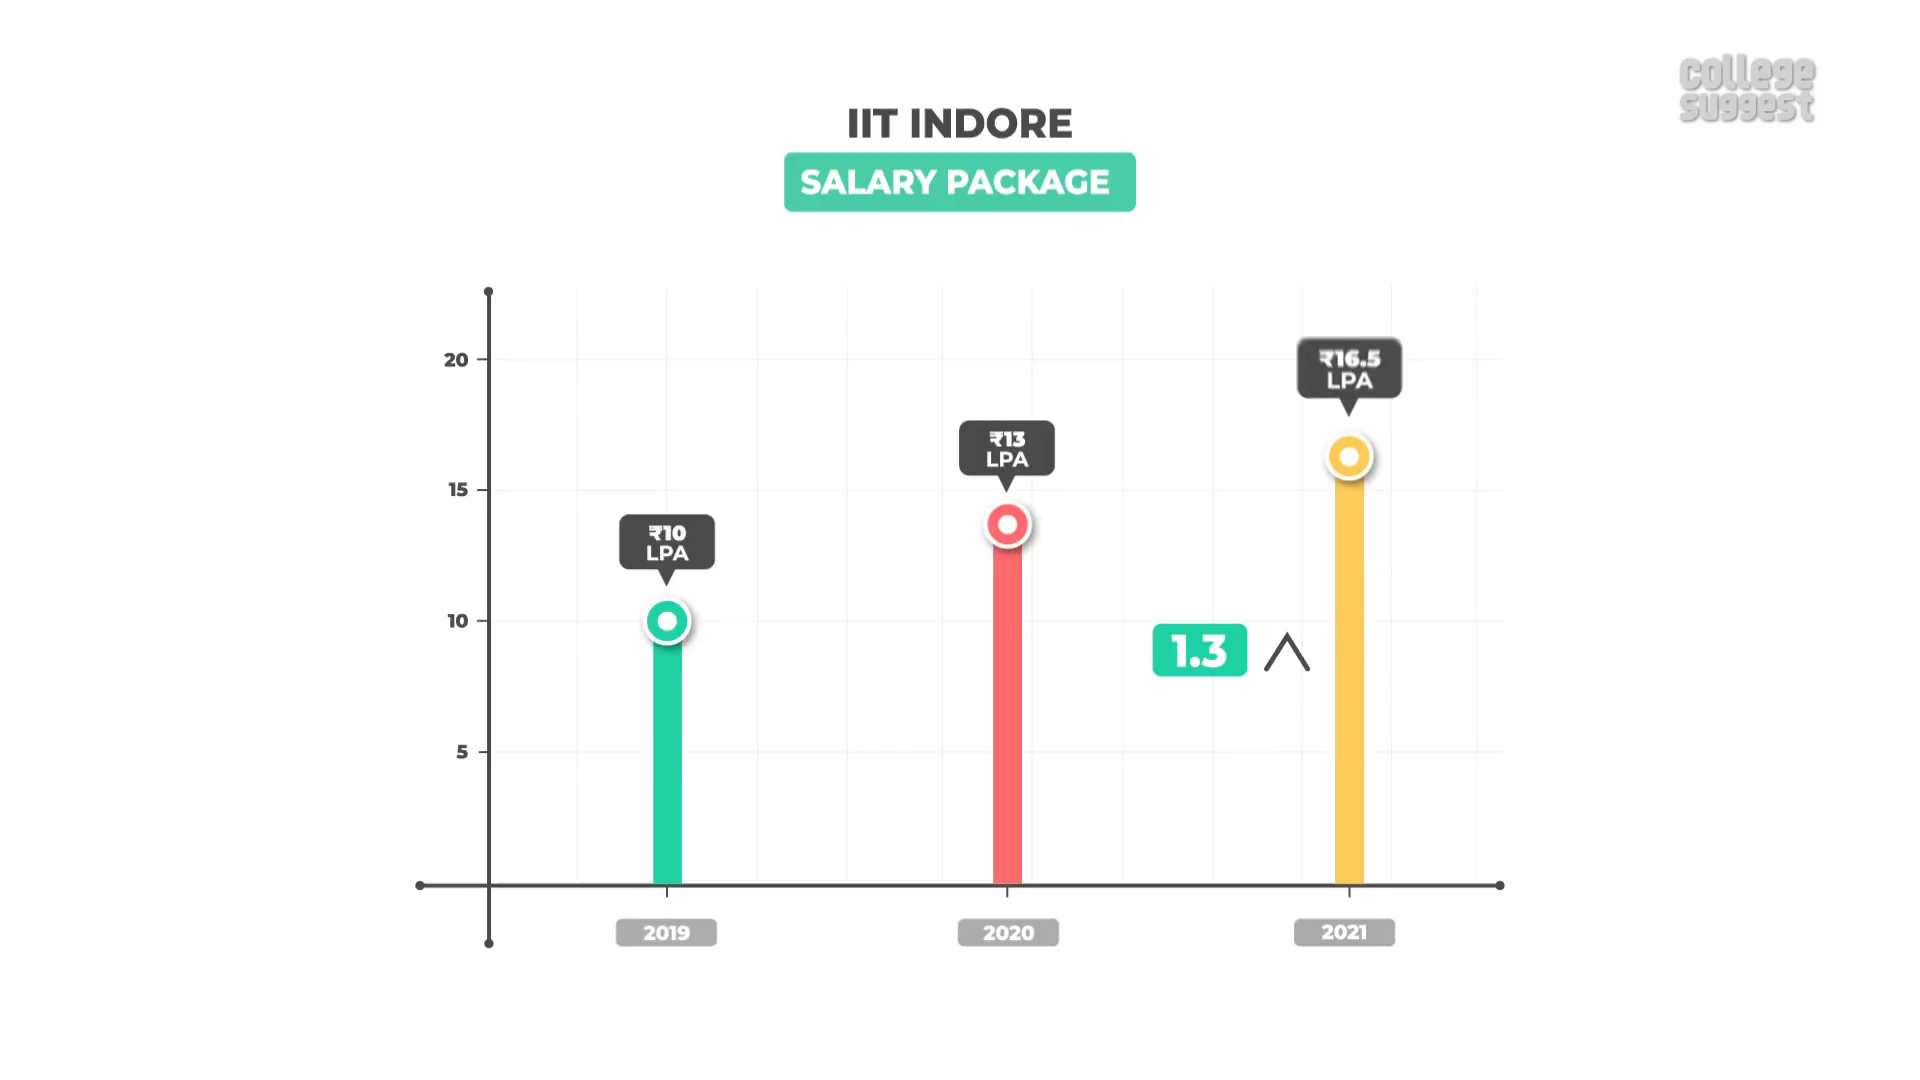 college
suggest
IIT INDORE
SALARY PACKAGE
20
15
10
5
₹10
LPA
₹13
LPA
₹16.5
LPA
1.3
2019
2020
2021